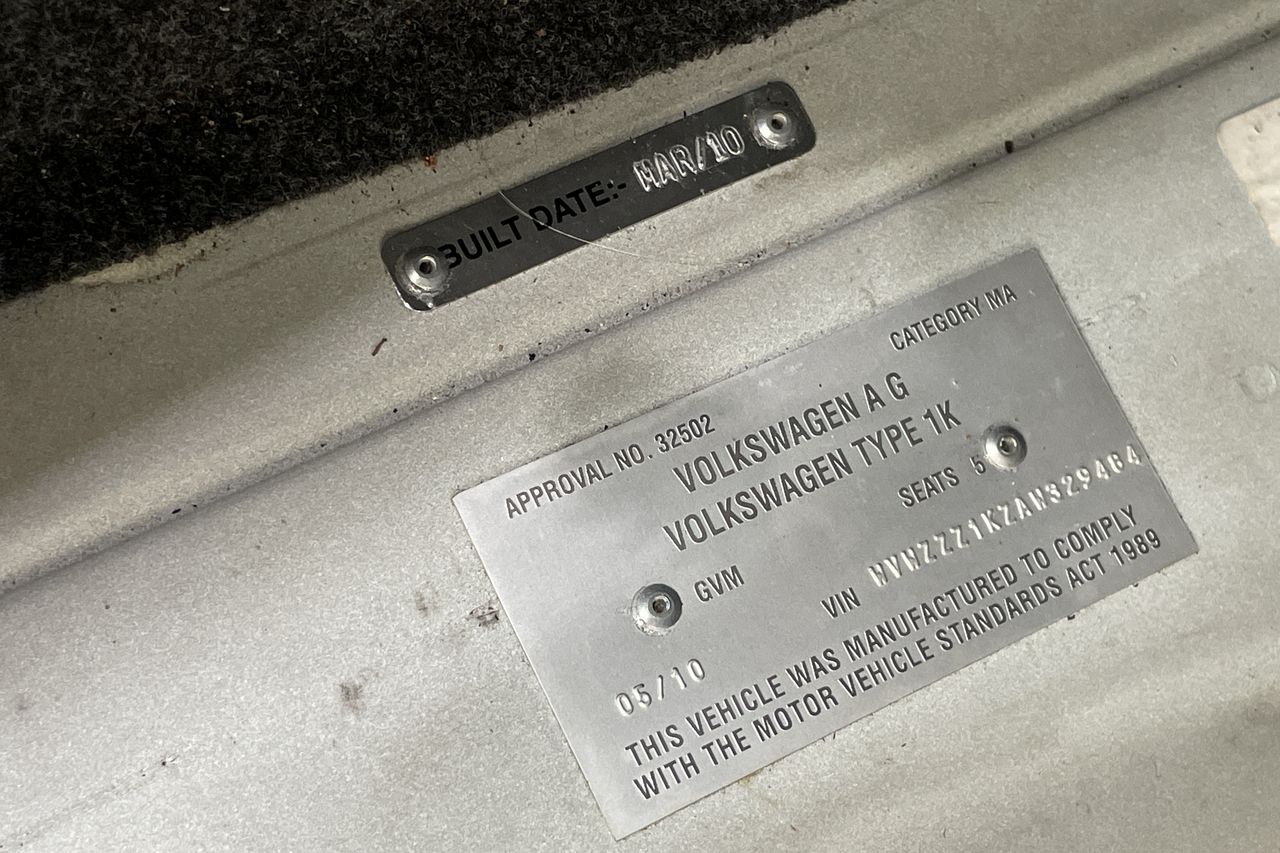 BUILT DATE:- MAR/10
APPROVAL NO. 32502 CATEGORY MA
VOLKSWAGEN A G
VOLKSWAGEN TYPE 1K
GVM SEATS 5
05/10 VIN WVWZZZ1KZAW329464
THIS VEHICLE WAS MANUFACTURED TO COMPLY
WITH THE MOTOR VEHICLE STANDARDS ACT 1989